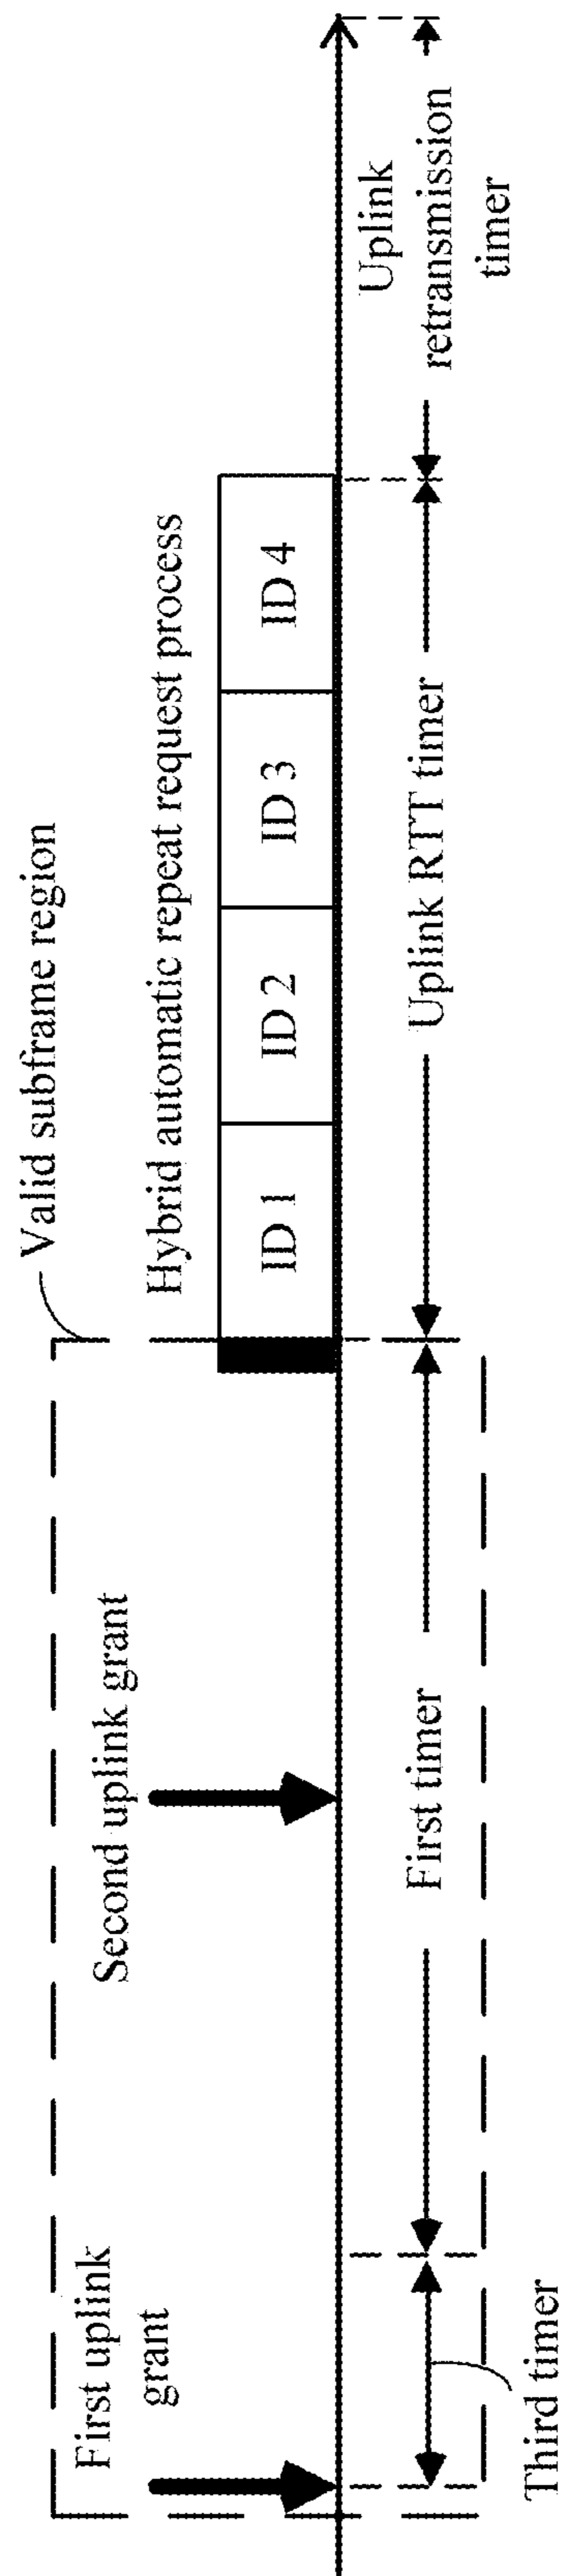 Valid subframe region
First uplink
grant
Second uplink grant
Hybrid automatic repeat request process
ID 1
ID 2
ID 3
ID 4
Third timer
First timer
Uplink RTT timer
Uplink
retransmission
timer